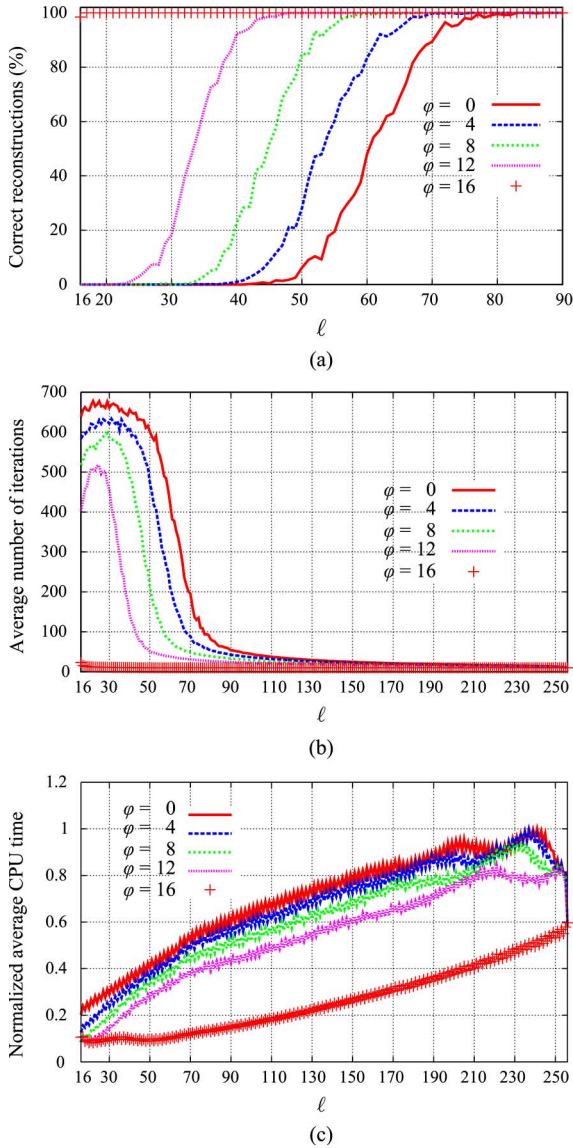 100
80
60
40
20
0
Correct reconstructions (%)
φ = 0
φ = 4
φ = 8
φ = 12
φ = 16
16 20 30 40 50 60 70 80 90
ℓ
(a)
700
600
500
400
300
200
100
0
Average number of iterations
φ = 0
φ = 4
φ = 8
φ = 12
φ = 16
16 30 50 70 90 110 130 150 170 190 210 230 250
ℓ
(b)
1.2
1
0.8
0.6
0.4
0.2
0
Normalized average CPU time
φ = 0
φ = 4
φ = 8
φ = 12
φ = 16
16 30 50 70 90 110 130 150 170 190 210 230 250
ℓ
(c)